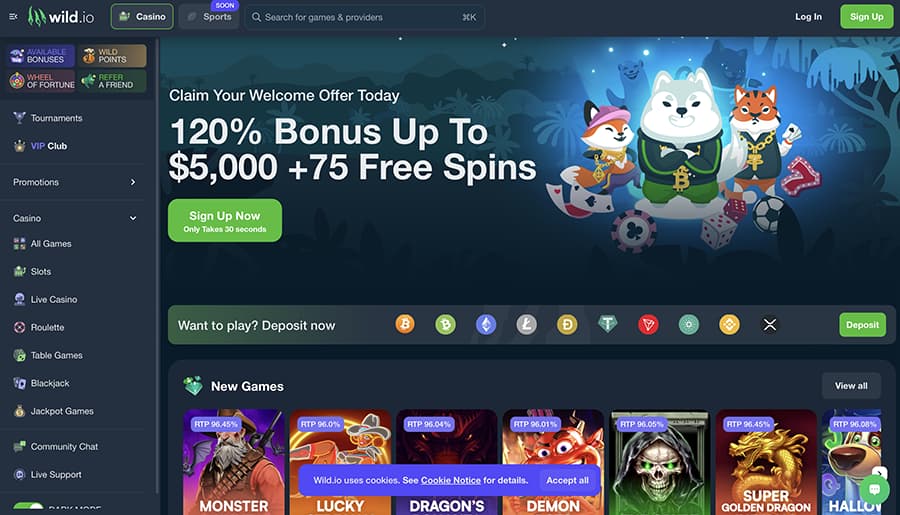 wild.io
Casino
SOON
Sports
Search for games & providers
⌘K
Log In
Sign Up
AVAILABLE
BONUSES
WILD
POINTS
WHEEL
OF FORTUNE
REFER
A FRIEND
Tournaments
VIP Club
Promotions
Casino
All Games
Slots
Live Casino
Roulette
Table Games
Blackjack
Jackpot Games
Community Chat
Live Support
DARK MODE
Claim Your Welcome Offer Today
120% Bonus Up To
$5,000 +75 Free Spins
Sign Up Now
Only Takes 30 seconds
Want to play? Deposit now
Deposit
New Games
View all
RTP 96.45%
RTP 96.0%
RTP 96.04%
RTP 96.01%
RTP 96.05%
RTP 96.45%
RTP 96.08%
Wild.io uses cookies. See Cookie Notice for details.
Accept all
MONSTER
LUCKY
DRAGON'S
DEMON
SUPER
GOLDEN DRAGON
HALLOW